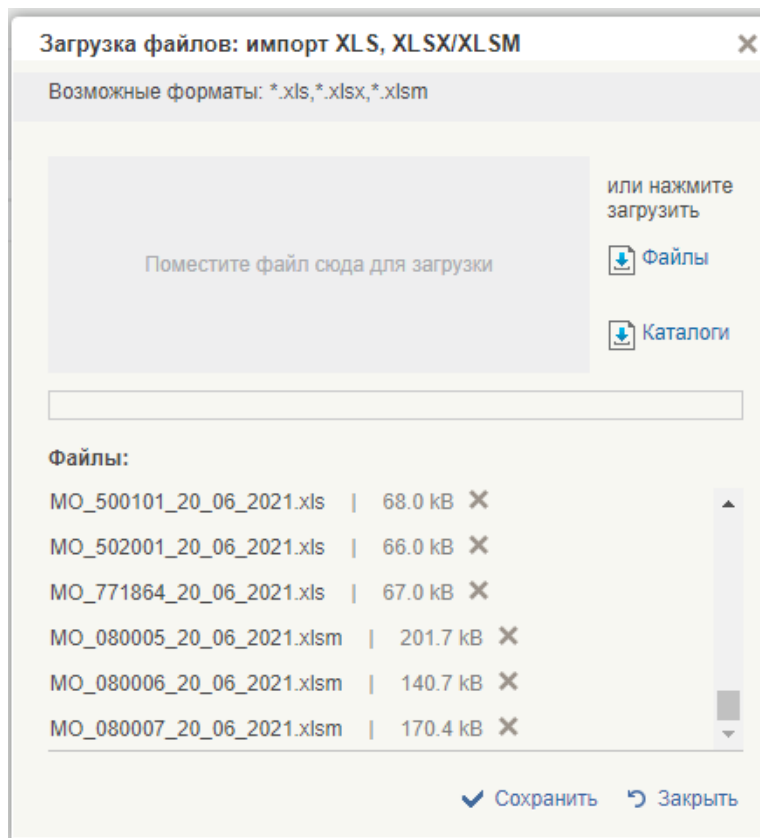 Загрузка файлов: импорт XLS, XLSX/XLSM
Возможные форматы: *.xls,*.xlsx,*.xlsm
Поместите файл сюда для загрузки
или нажмите
загрузить
Файлы
Каталоги
Файлы:
MO_500101_20_06_2021.xls | 68.0 kB
MO_502001_20_06_2021.xls | 66.0 kB
MO_771864_20_06_2021.xls | 67.0 kB
MO_080005_20_06_2021.xlsm | 201.7 kB
MO_080006_20_06_2021.xlsm | 140.7 kB
MO_080007_20_06_2021.xlsm | 170.4 kB
Сохранить Закрыть